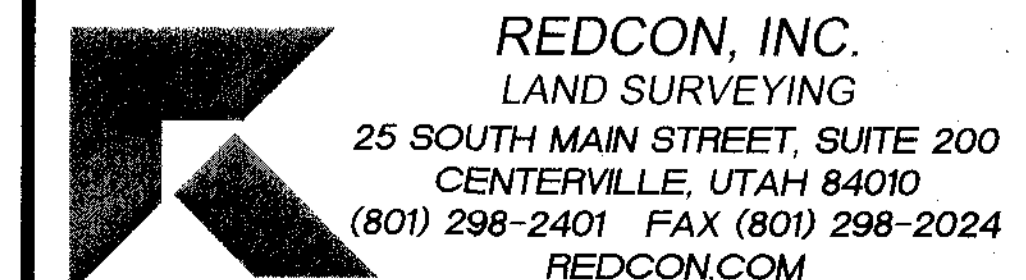 REDCON, INC.
LAND SURVEYING
25 SOUTH MAIN STREET, SUITE 200
CENTERVILLE, UTAH 84010
(801) 298-2401 FAX (801) 298-2024
REDCON.COM